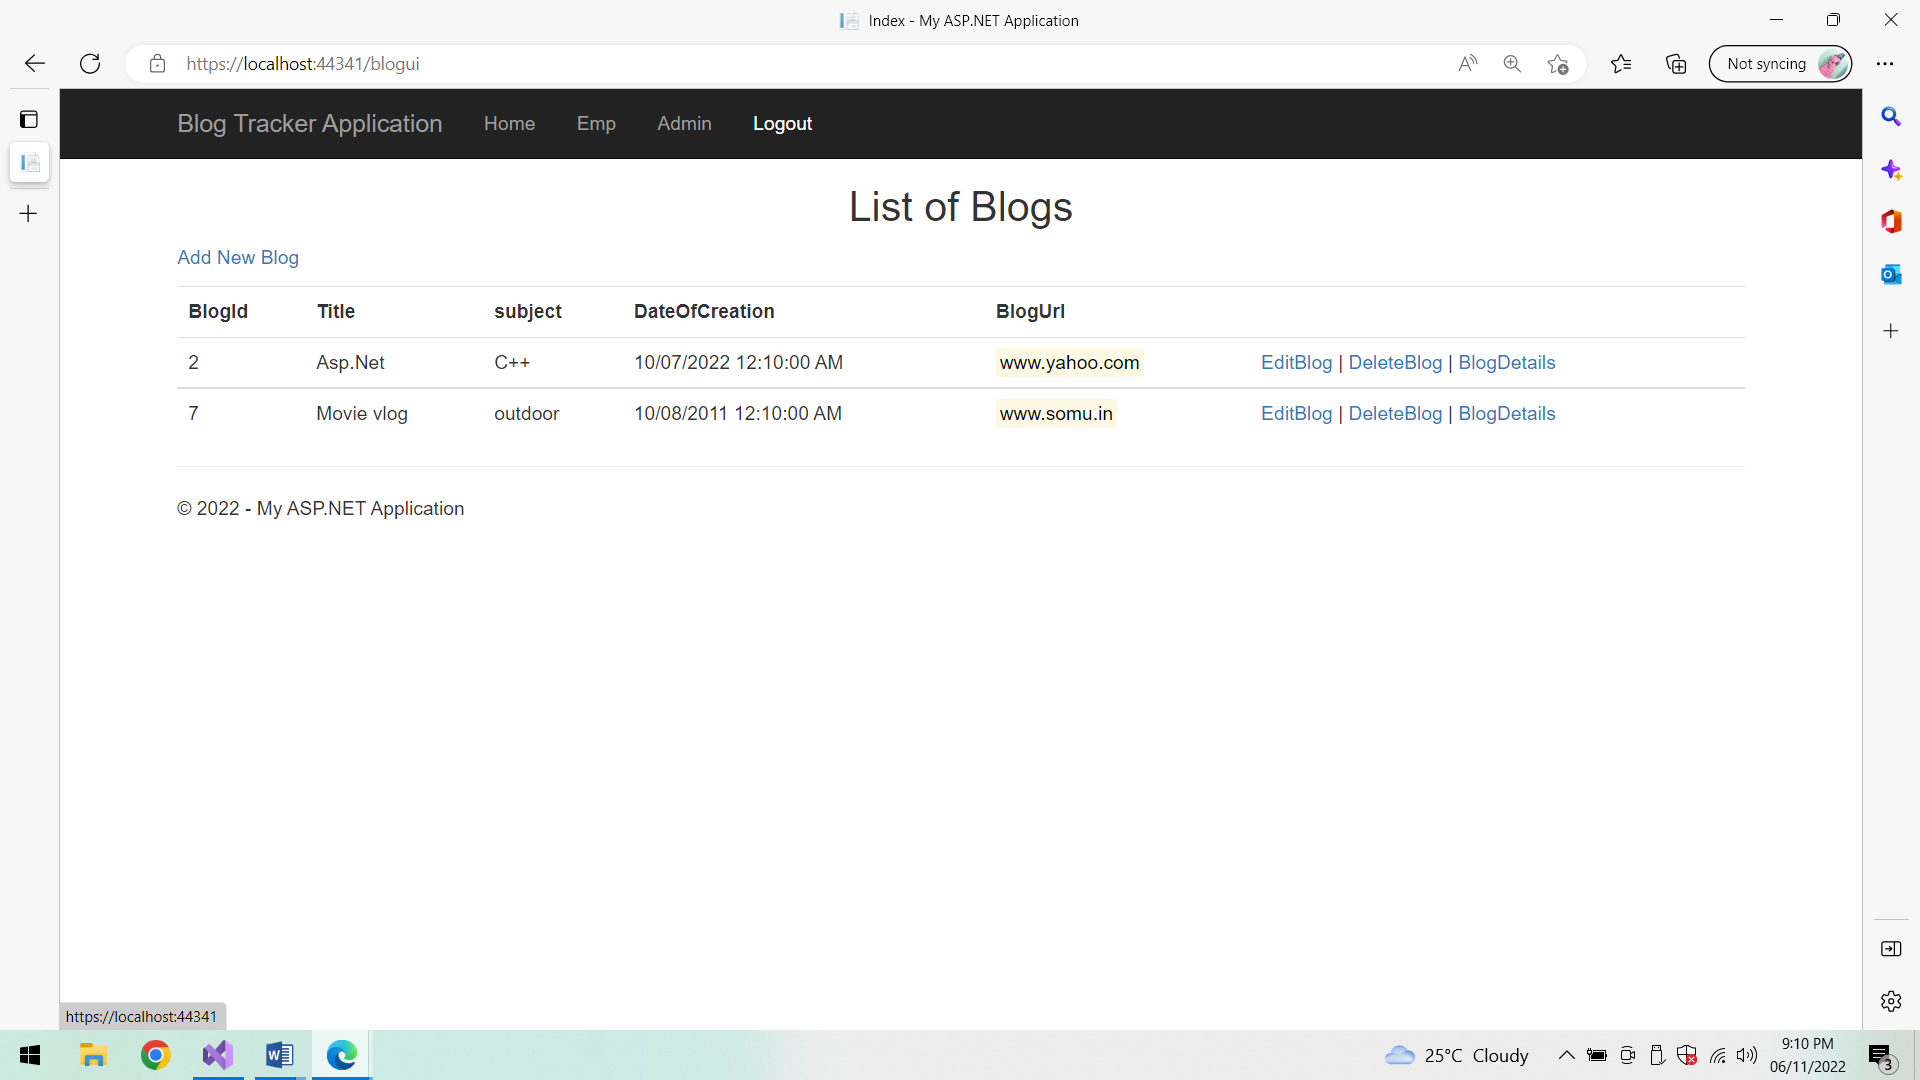 Index - My ASP.NET Application
https://localhost:44341/blogui
Not syncing
Blog Tracker Application Home Emp Admin Logout
List of Blogs
Add New Blog
BlogId Title subject DateOfCreation BlogUrl
2 Asp.Net C++ 10/07/2022 12:10:00 AM www.yahoo.com EditBlog | DeleteBlog | BlogDetails
7 Movie vlog outdoor 10/08/2011 12:10:00 AM www.somu.in EditBlog | DeleteBlog | BlogDetails
© 2022 - My ASP.NET Application
https://localhost:44341
25°C Cloudy
9:10 PM
06/11/2022
3